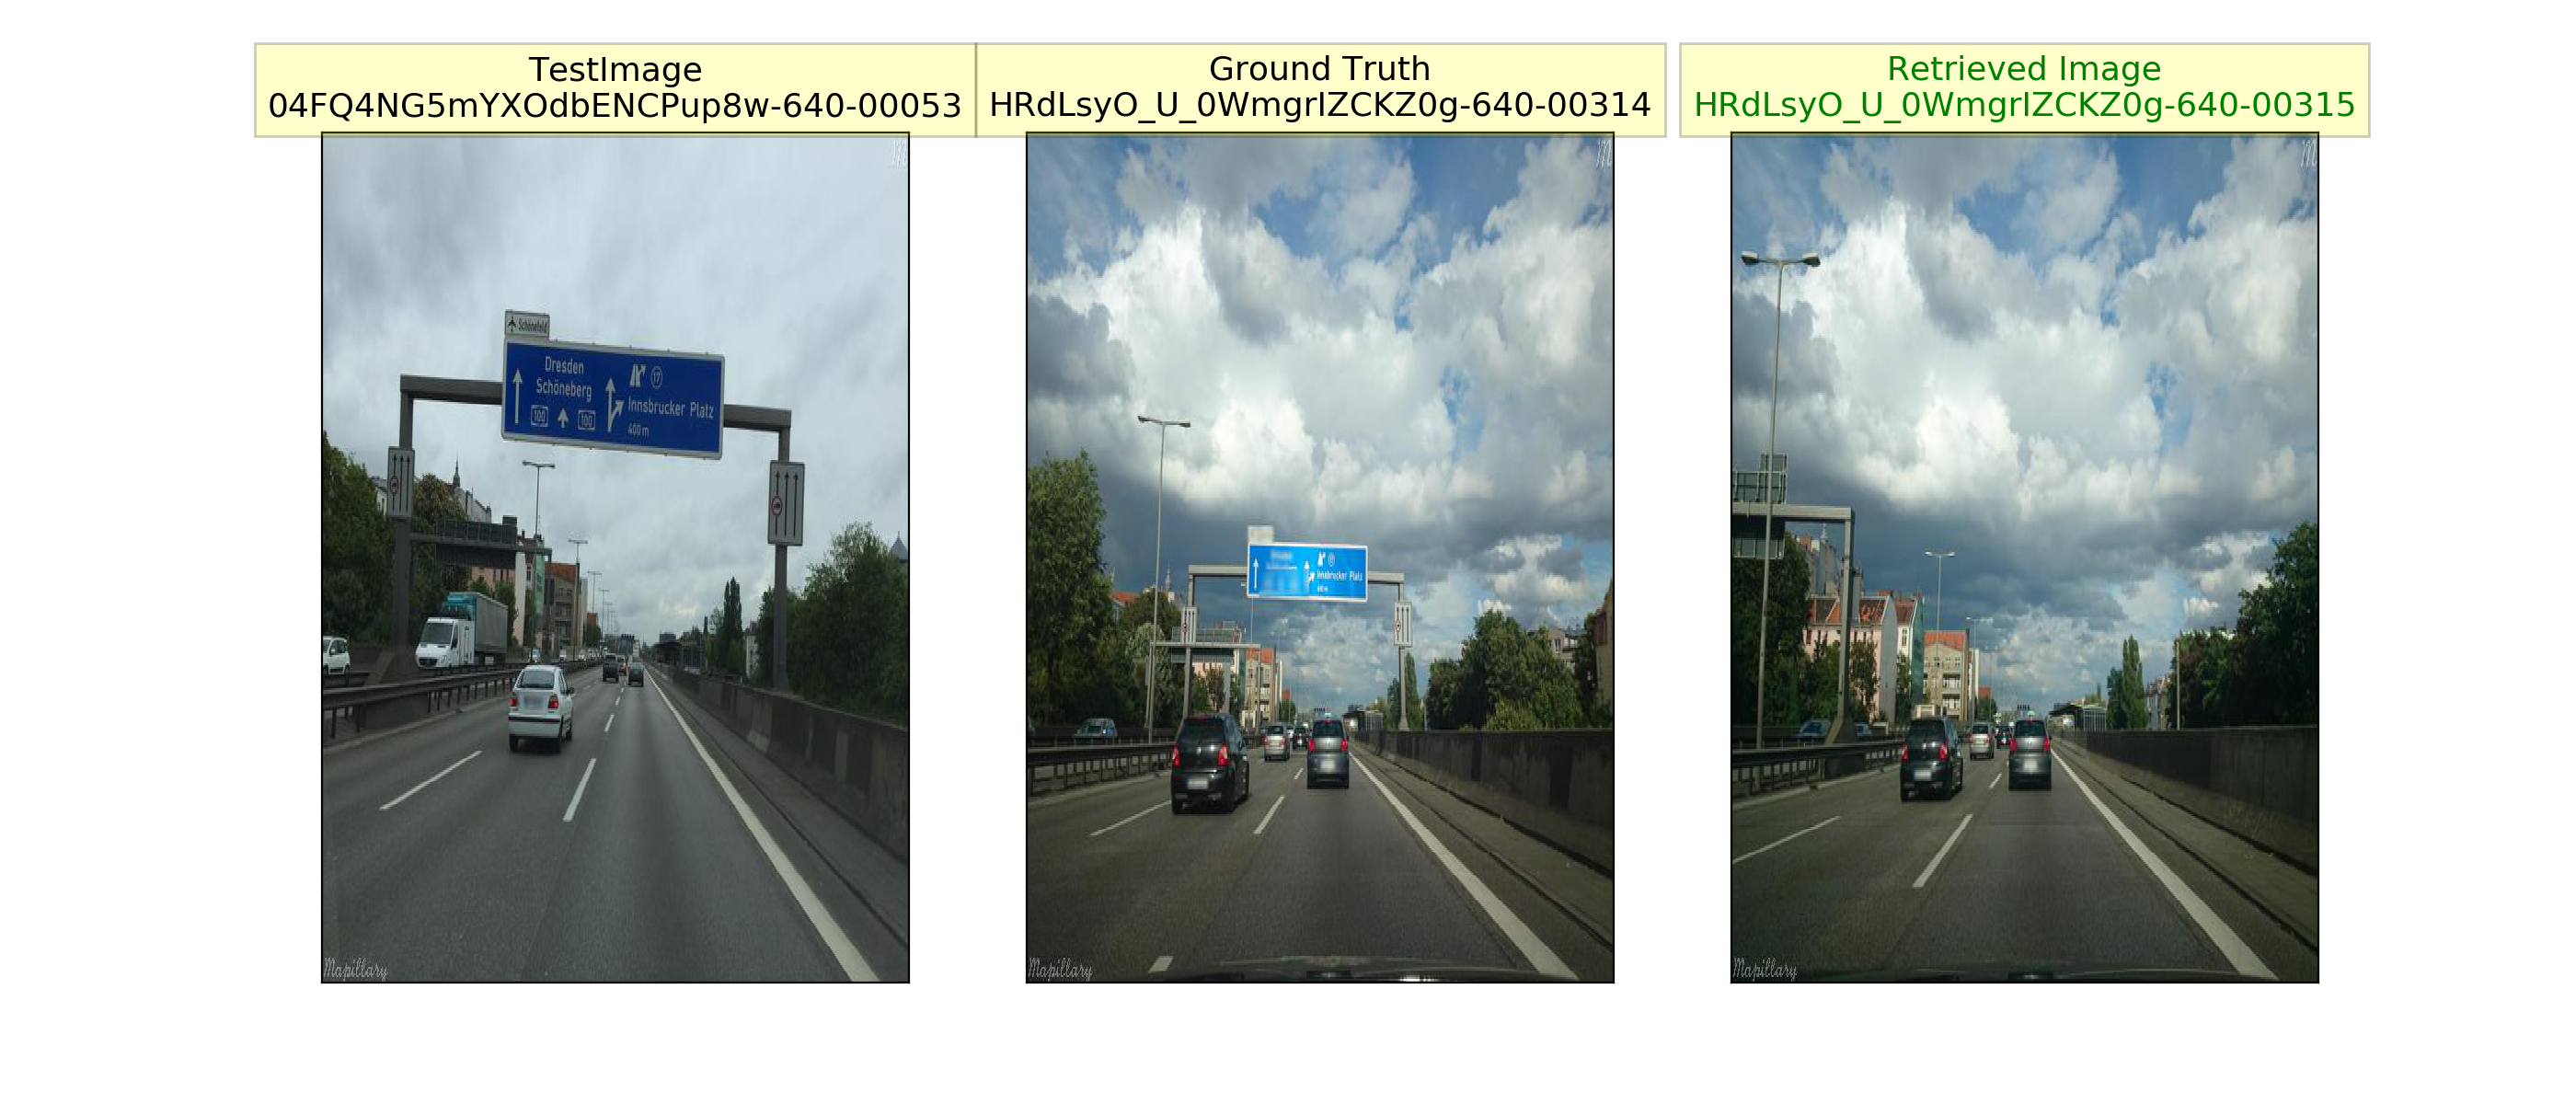 TestImage
04FQ4NG5mYXOdbENCPup8w-640-00053
Ground Truth
HRdLsyO_U_0WmgrIZCKZ0g-640-00314
Retrieved Image
HRdLsyO_U_0WmgrIZCKZ0g-640-00315
Schönefeld
Dresden
Schöneberg
17
100
100
Innsbrucker Platz
400 m
Mapillary
Innsbrucker Platz
Mapillary
Mapillary